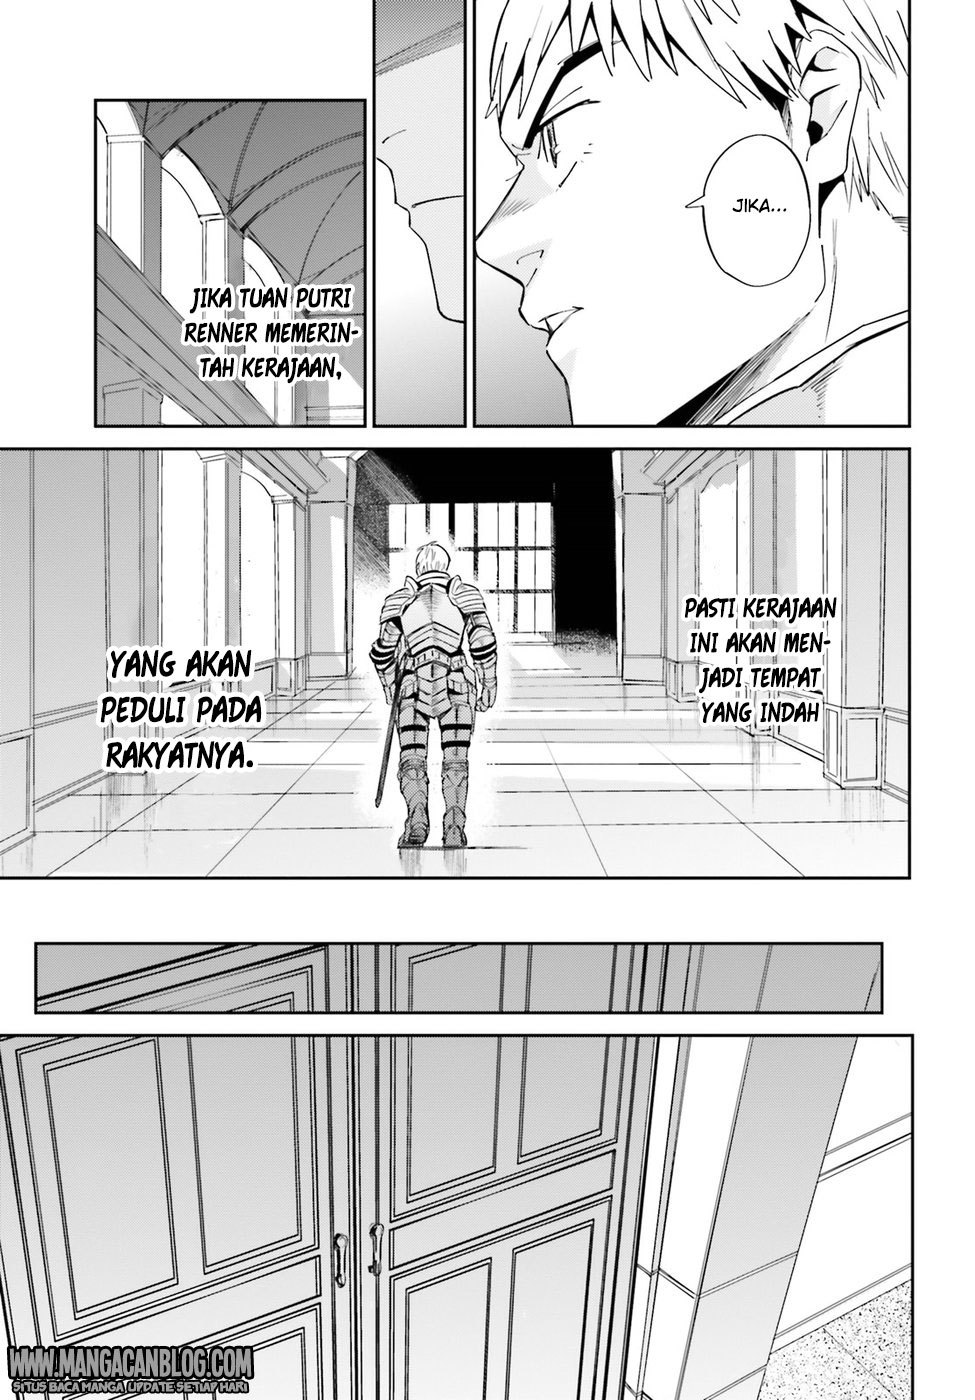 JIKA...
JIKA TUAN PUTRI
RENNER MEMERIN-
TAH KERAJAAN,
PASTI KERAJAAN
INI AKAN MEN-
JADI TEMPAT
YANG INDAH
YANG AKAN
PEDULI PADA
RAKYATNYA.
WWW.MANGACANBLOG.COM
SITUS BACA MANGA UPDATE SETIAP HARI